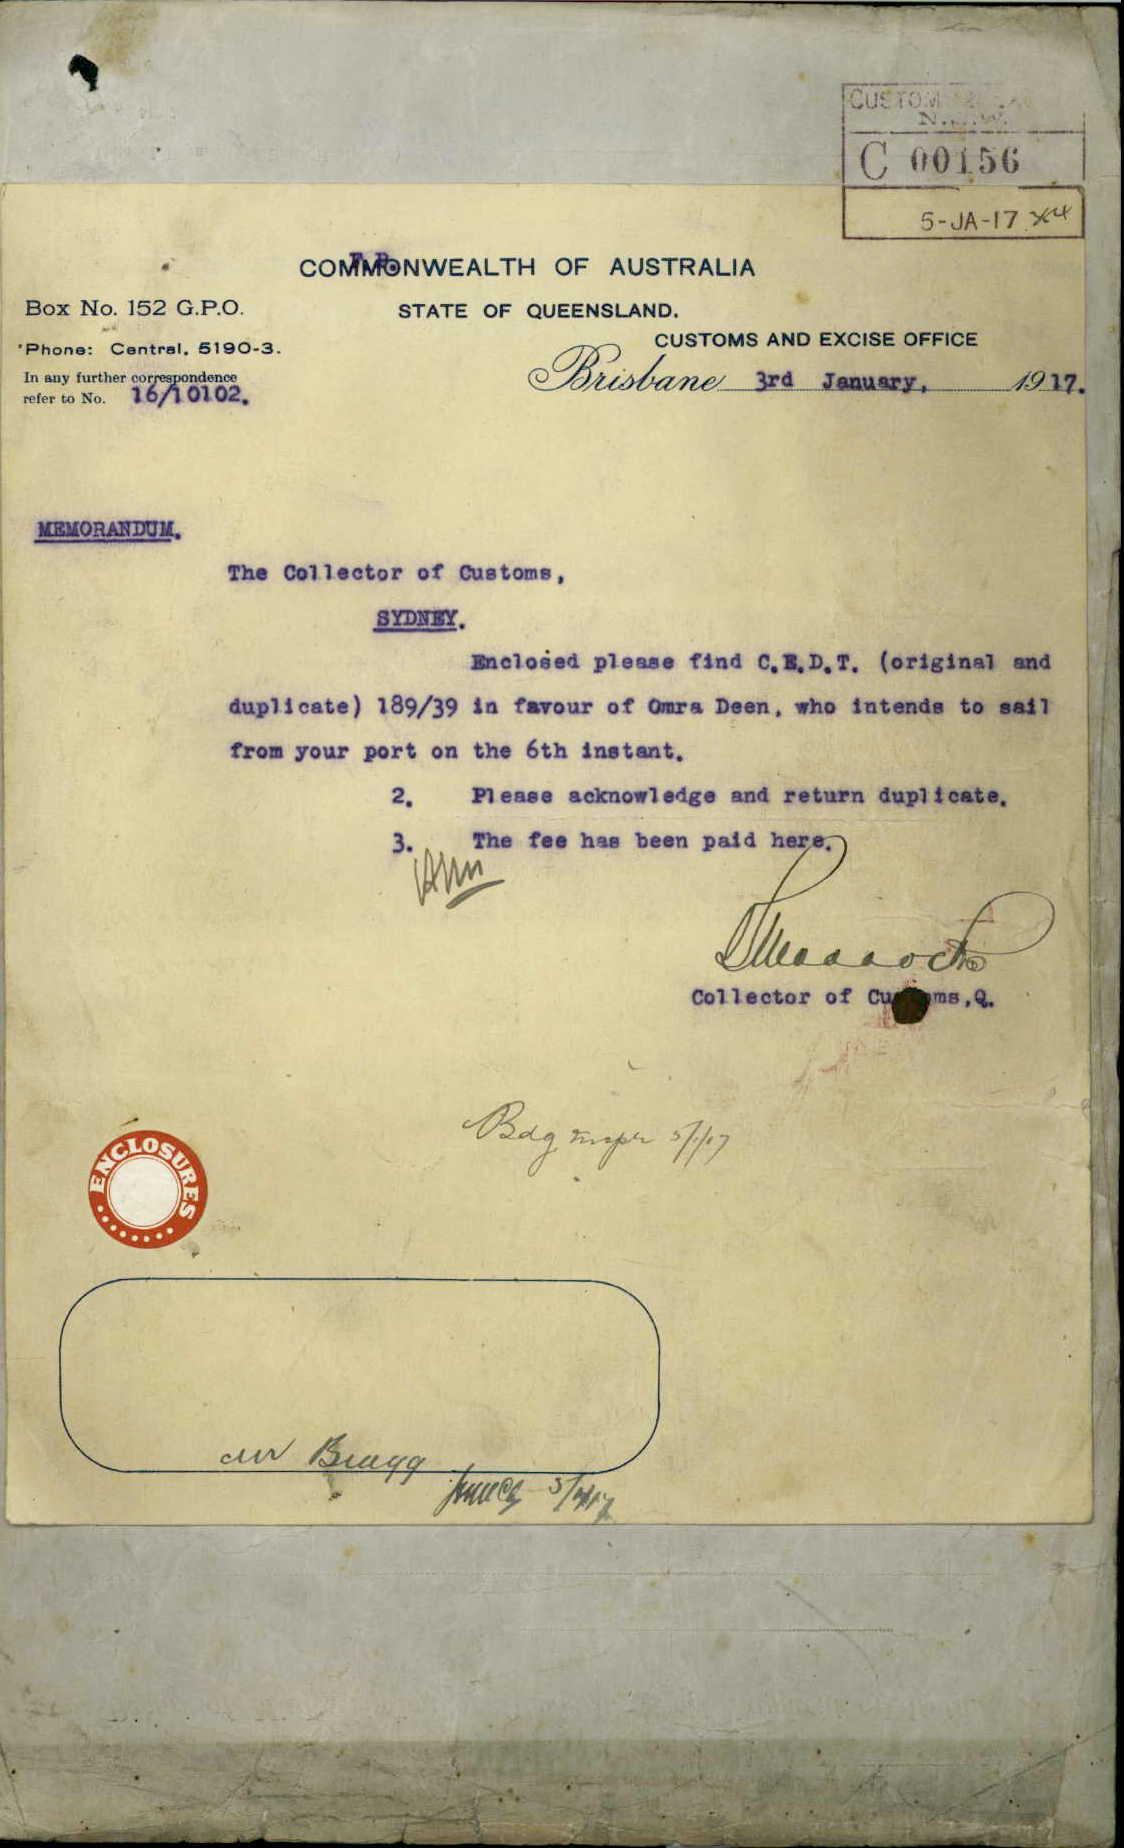 C 00156
5-JA-17
COMMONWEALTH OF AUSTRALIA
Box No. 152 G.P.O.
STATE OF QUEENSLAND.
'Phone: Central, 5190-3.
CUSTOMS AND EXCISE OFFICE
In any further correspondence
refer to No. 16/10102.
Brisbane 3rd January, 1917.
MEMORANDUM.
The Collector of Customs,
SYDNEY.
Enclosed please find C.E.D.T. (original and
duplicate) 189/39 in favour of Omra Deen, who intends to sail
from your port on the 6th instant.
2. Please acknowledge and return duplicate.
3. The fee has been paid here.
Collector of Customs,Q.
5/1/17
ENCLOSURES
Bragg